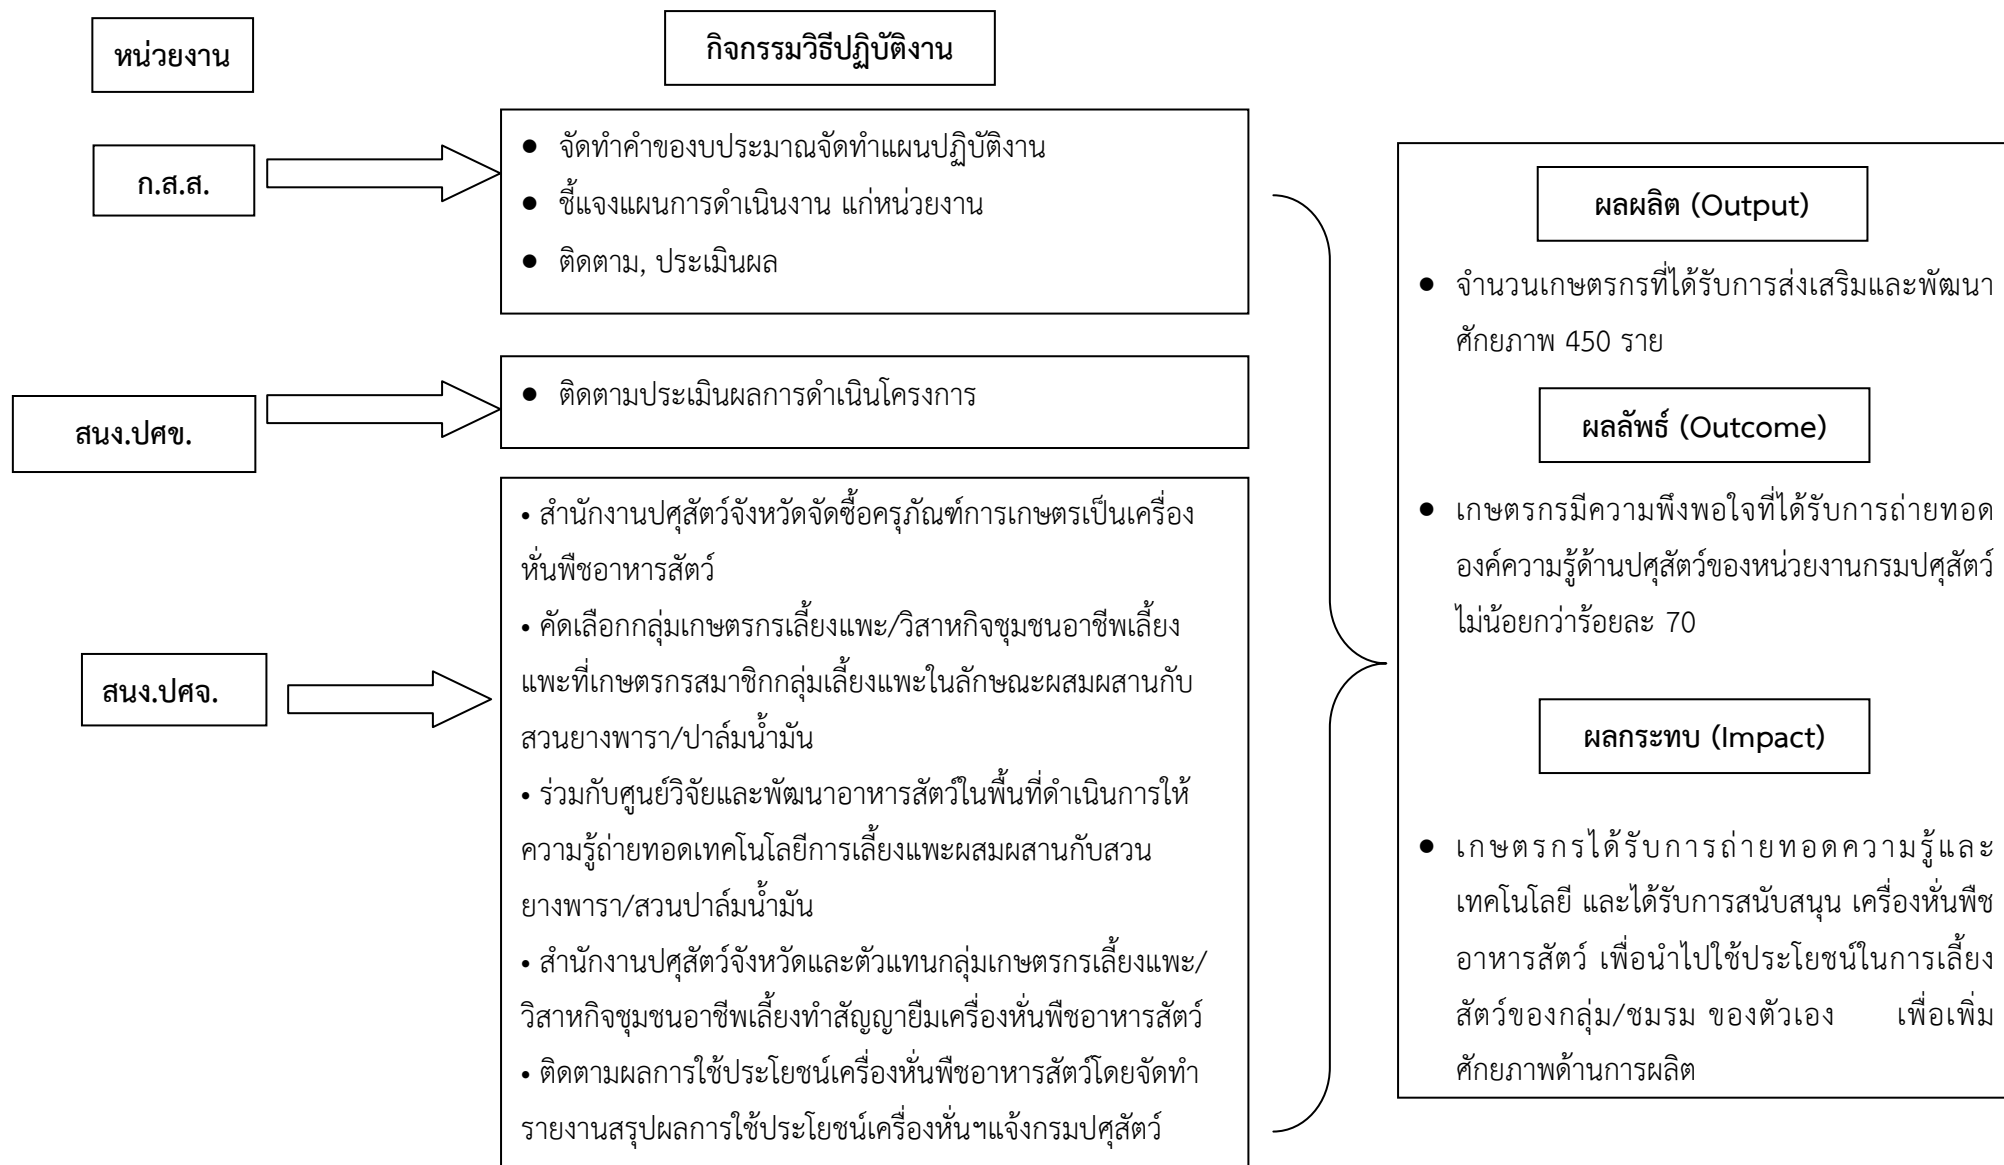 หน่วยงาน
กิจกรรมวิธีปฏิบัติงาน
ก.ส.ส.
● จัดทำคำของบประมาณจัดทำแผนปฏิบัติงาน
● ชี้แจงแผนการดำเนินงาน แก่หน่วยงาน
● ติดตาม, ประเมินผล
สนง.ปศข.
● ติดตามประเมินผลการดำเนินโครงการ
สนง.ปศจ.
• สำนักงานปศุสัตว์จังหวัดจัดซื้อครุภัณฑ์การเกษตรเป็นเครื่อง
หั่นพืชอาหารสัตว์
• คัดเลือกกลุ่มเกษตรกรเลี้ยงแพะ/วิสาหกิจชุมชนอาชีพเลี้ยง
แพะที่เกษตรกรสมาชิกกลุ่มเลี้ยงแพะในลักษณะผสมผสานกับ
สวนยางพารา/ปาล์มน้ำมัน
• ร่วมกับศูนย์วิจัยและพัฒนาอาหารสัตว์ในพื้นที่ดำเนินการให้
ความรู้ถ่ายทอดเทคโนโลยีการเลี้ยงแพะผสมผสานกับสวน
ยางพารา/สวนปาล์มน้ำมัน
• สำนักงานปศุสัตว์จังหวัดและตัวแทนกลุ่มเกษตรกรเลี้ยงแพะ/
วิสาหกิจชุมชนอาชีพเลี้ยงทำสัญญายืมเครื่องหั่นพืชอาหารสัตว์
• ติดตามผลการใช้ประโยชน์เครื่องหั่นพืชอาหารสัตว์โดยจัดทำ
รายงานสรุปผลการใช้ประโยชน์เครื่องหั่นฯแจ้งกรมปศุสัตว์
ผลผลิต (Output)
● จำนวนเกษตรกรที่ได้รับการส่งเสริมและพัฒนา
ศักยภาพ 450 ราย
ผลลัพธ์ (Outcome)
● เกษตรกรมีความพึงพอใจที่ได้รับการถ่ายทอด
องค์ความรู้ด้านปศุสัตว์ของหน่วยงานกรมปศุสัตว์
ไม่น้อยกว่าร้อยละ 70
ผลกระทบ (Impact)
● เกษตรกรได้รับการถ่ายทอดความรู้และ
เทคโนโลยี และได้รับการสนับสนุน เครื่องหั่นพืช
อาหารสัตว์ เพื่อนำไปใช้ประโยชน์ในการเลี้ยง
สัตว์ของกลุ่ม/ชมรม ของตัวเอง เพื่อเพิ่ม
ศักยภาพด้านการผลิต